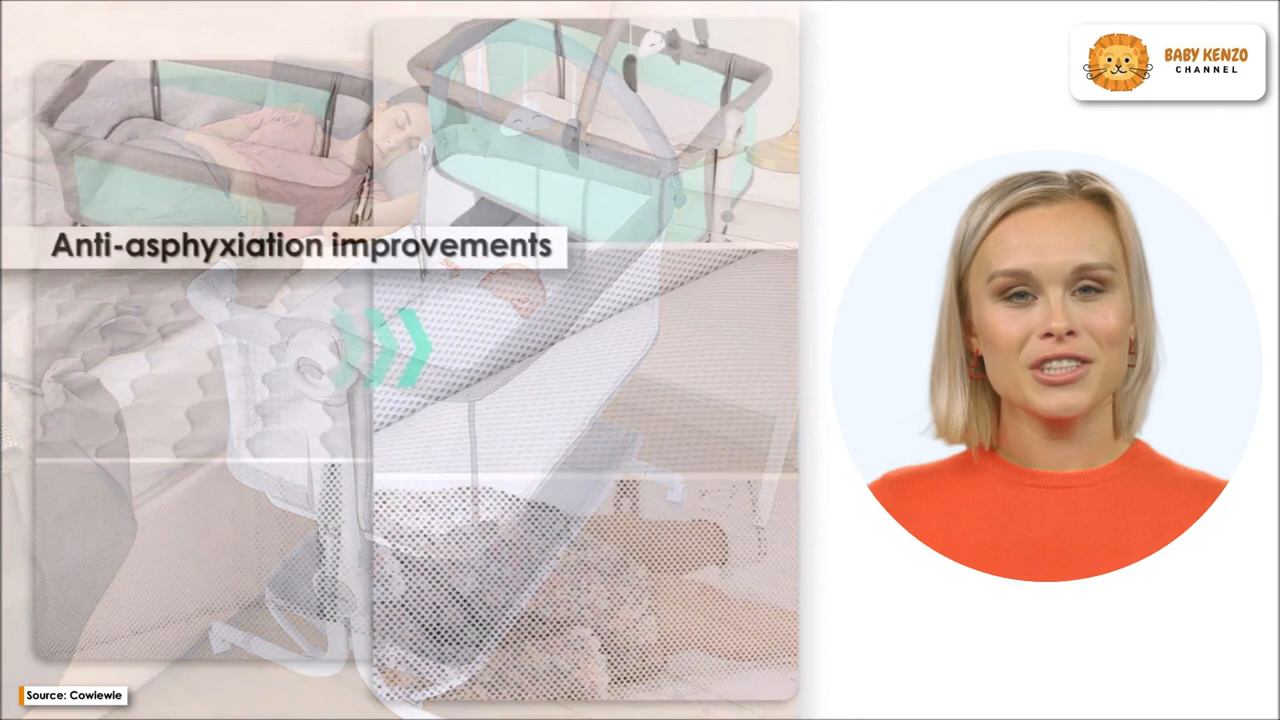 BABY KENZO
CHANNEL
Anti-asphyxiation improvements
Source: Cowiewie